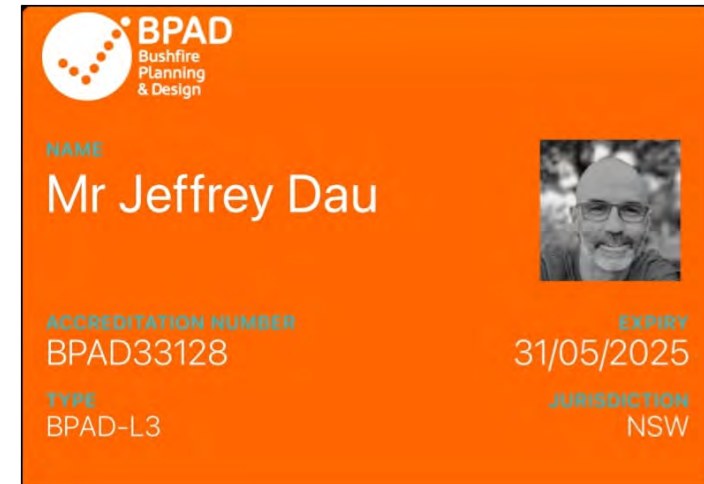 BPAD
Bushfire
Planning
& Design
NAME
Mr Jeffrey Dau
ACCREDITATION NUMBER
BPAD33128
EXPIRY
31/05/2025
TYPE
BPAD-L3
JURISDICTION
NSW